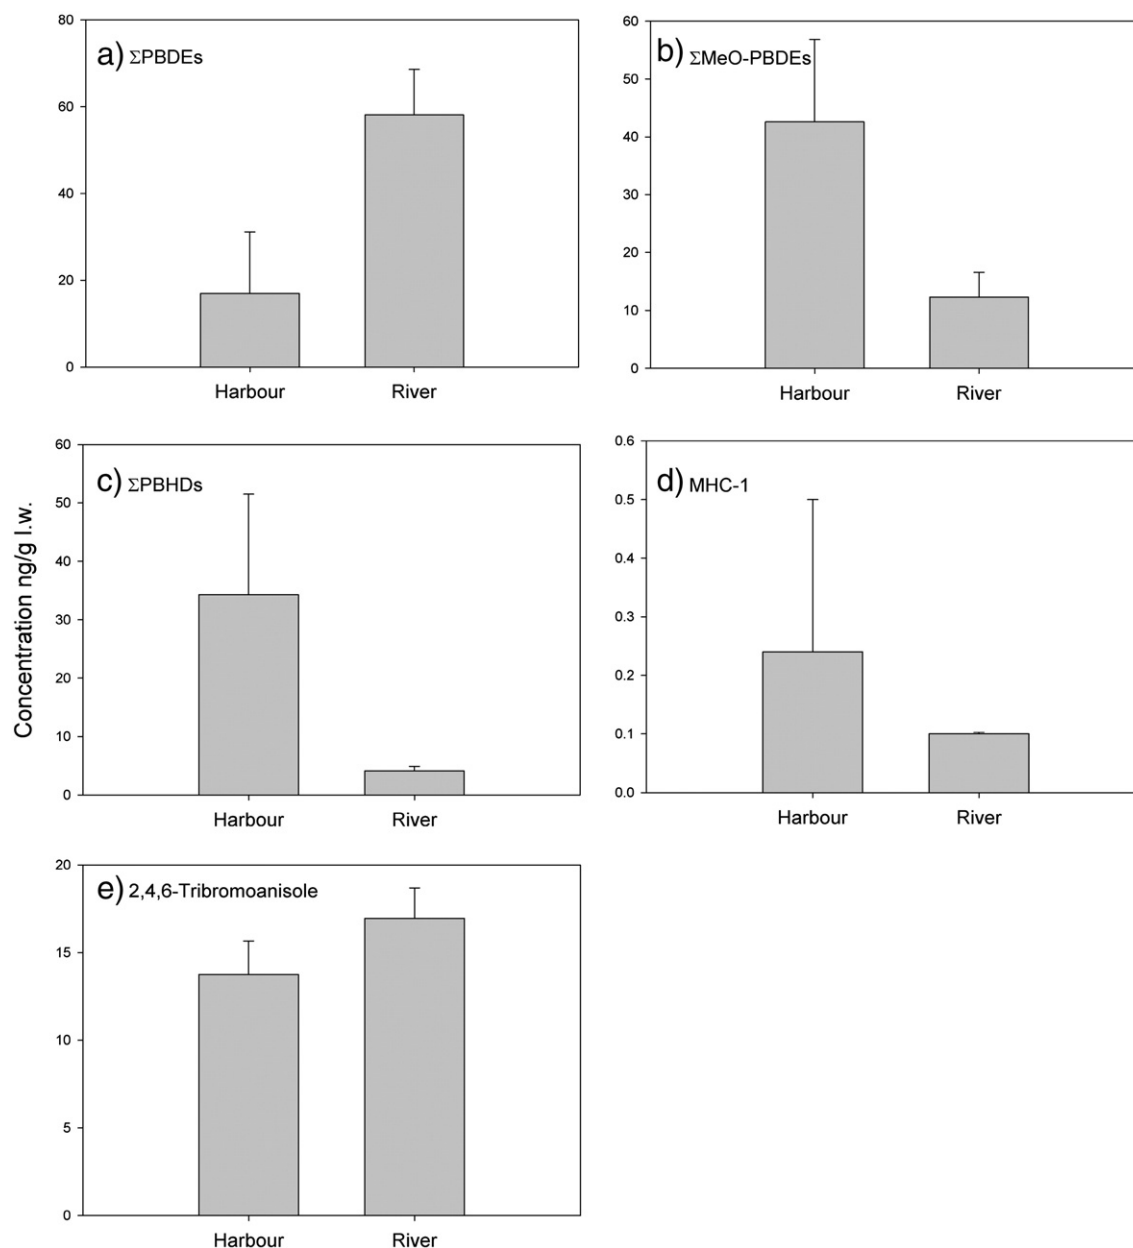 a) ΣPBDEs
80
60
40
20
0
Harbour River
b) ΣMeO-PBDEs
60
50
40
30
20
10
0
Harbour River
Concentration ng/g l.w.
c) ΣPBHDs
60
50
40
30
20
10
0
Harbour River
d) MHC-1
0.6
0.5
0.4
0.3
0.2
0.1
0.0
Harbour River
e) 2,4,6-Tribromoanisole
20
15
10
5
0
Harbour River